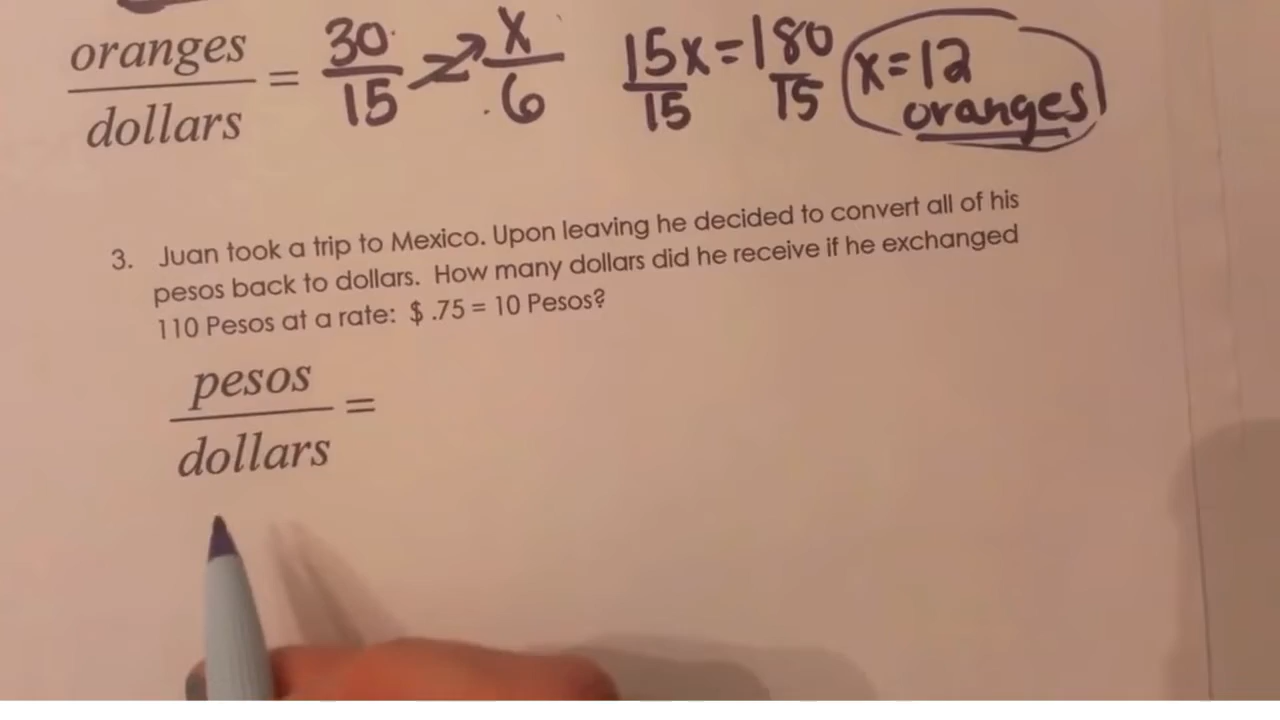 oranges/dollars = 30/15 = x/6 15x/15 = 180/15 x=12 oranges
3. Juan took a trip to Mexico. Upon leaving he decided to convert all of his
pesos back to dollars. How many dollars did he receive if he exchanged
110 Pesos at a rate: $ .75 = 10 Pesos?
pesos
dollars =